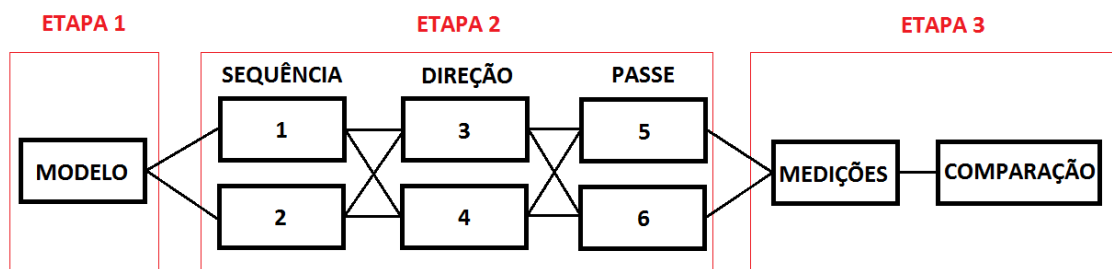 ETAPA 1
ETAPA 2
ETAPA 3
SEQUÊNCIA
DIREÇÃO
PASSE
1
3
5
MODELO
MEDIÇÕES
COMPARAÇÃO
2
4
6